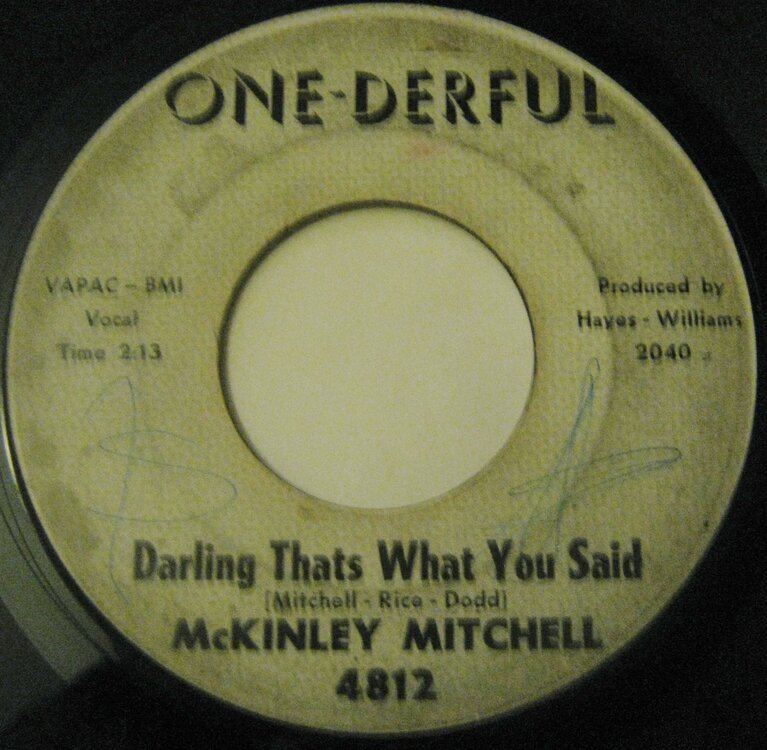 ONE-DERFUL
VAPAC - BMI
Vocal
Time 2:13
Produced by
Hayes - Williams
2040
Darling Thats What You Said
(Mitchell - Rice - Dodd)
McKINLEY MITCHELL
4812